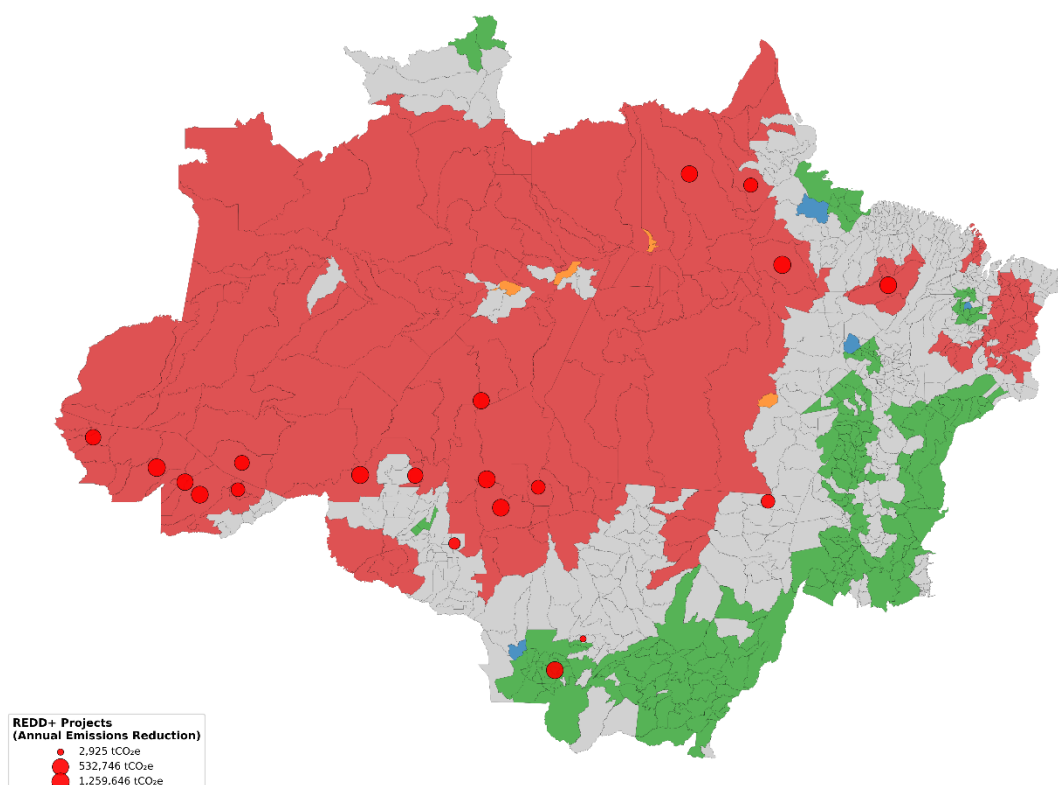 REDD+ Projects
(Annual Emissions Reduction)
2,925 tCO₂e
532,746 tCO₂e
1,259,646 tCO₂e